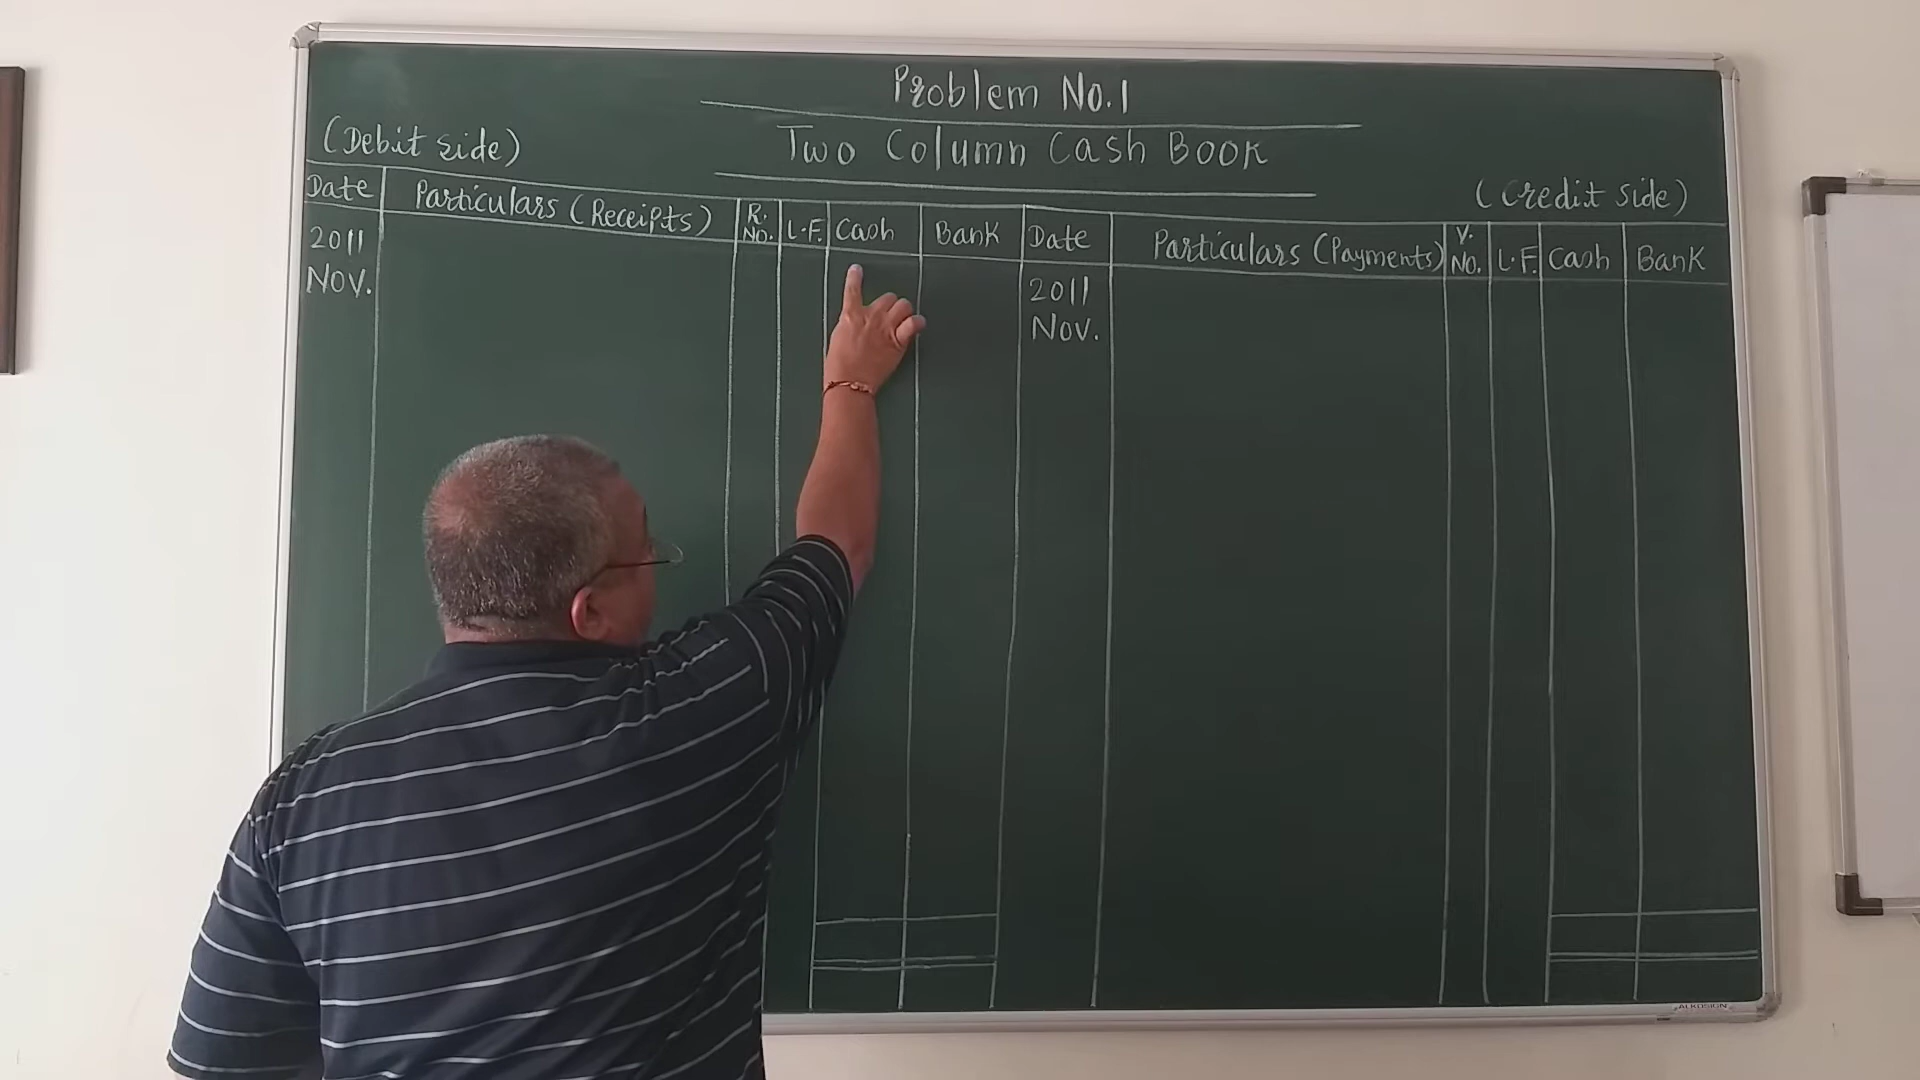 Problem No.1
Two Column Cash Book
(Debit side)
(Credit side)
Date Particulars (Receipts) R. No. L.F. Cash Bank Date Particulars (Payments) V. No. L.F. Cash Bank
2011
Nov.
2011
Nov.
ALKOSIGN